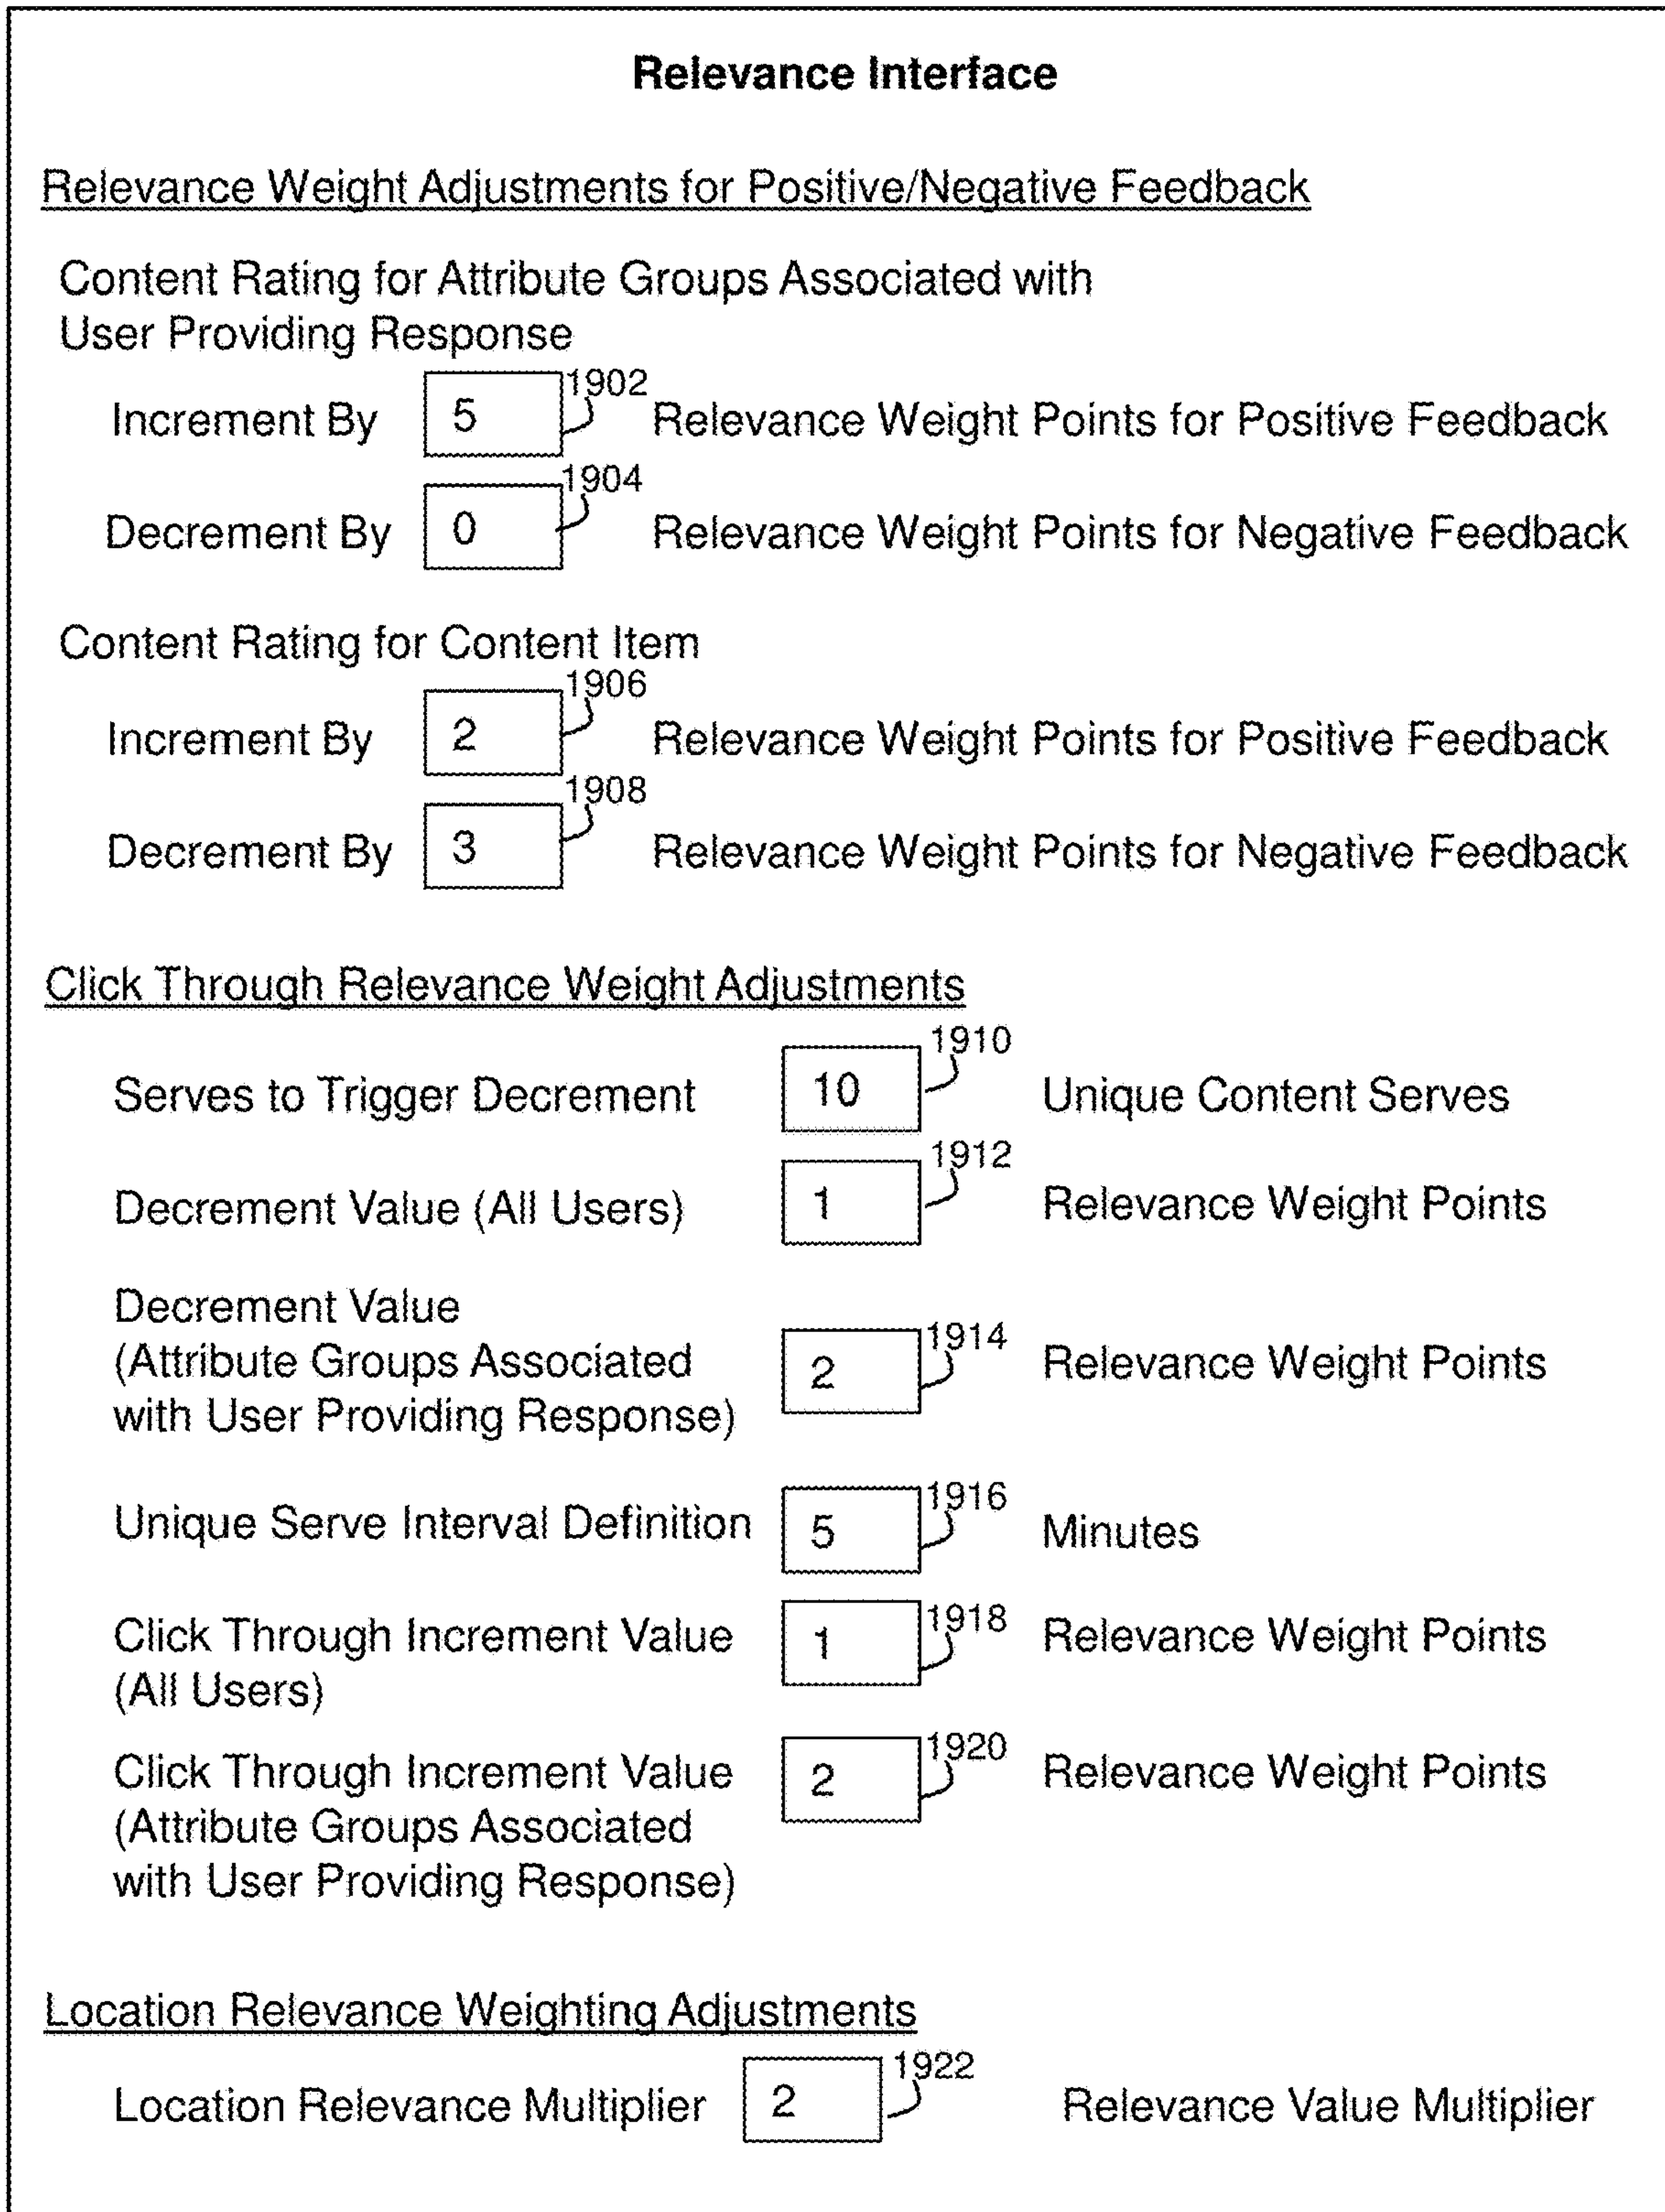 Relevance Interface
Relevance Weight Adjustments for Positive/Negative Feedback
Content Rating for Attribute Groups Associated with
User Providing Response
Increment By 5 1902 Relevance Weight Points for Positive Feedback
Decrement By 0 1904 Relevance Weight Points for Negative Feedback
Content Rating for Content Item
Increment By 2 1906 Relevance Weight Points for Positive Feedback
Decrement By 3 1908 Relevance Weight Points for Negative Feedback
Click Through Relevance Weight Adjustments
Serves to Trigger Decrement 10 1910 Unique Content Serves
Decrement Value (All Users) 1 1912 Relevance Weight Points
Decrement Value
(Attribute Groups Associated 2 1914 Relevance Weight Points
with User Providing Response)
Unique Serve Interval Definition 5 1916 Minutes
Click Through Increment Value 1 1918 Relevance Weight Points
(All Users)
Click Through Increment Value 2 1920 Relevance Weight Points
(Attribute Groups Associated
with User Providing Response)
Location Relevance Weighting Adjustments
Location Relevance Multiplier 2 1922 Relevance Value Multiplier